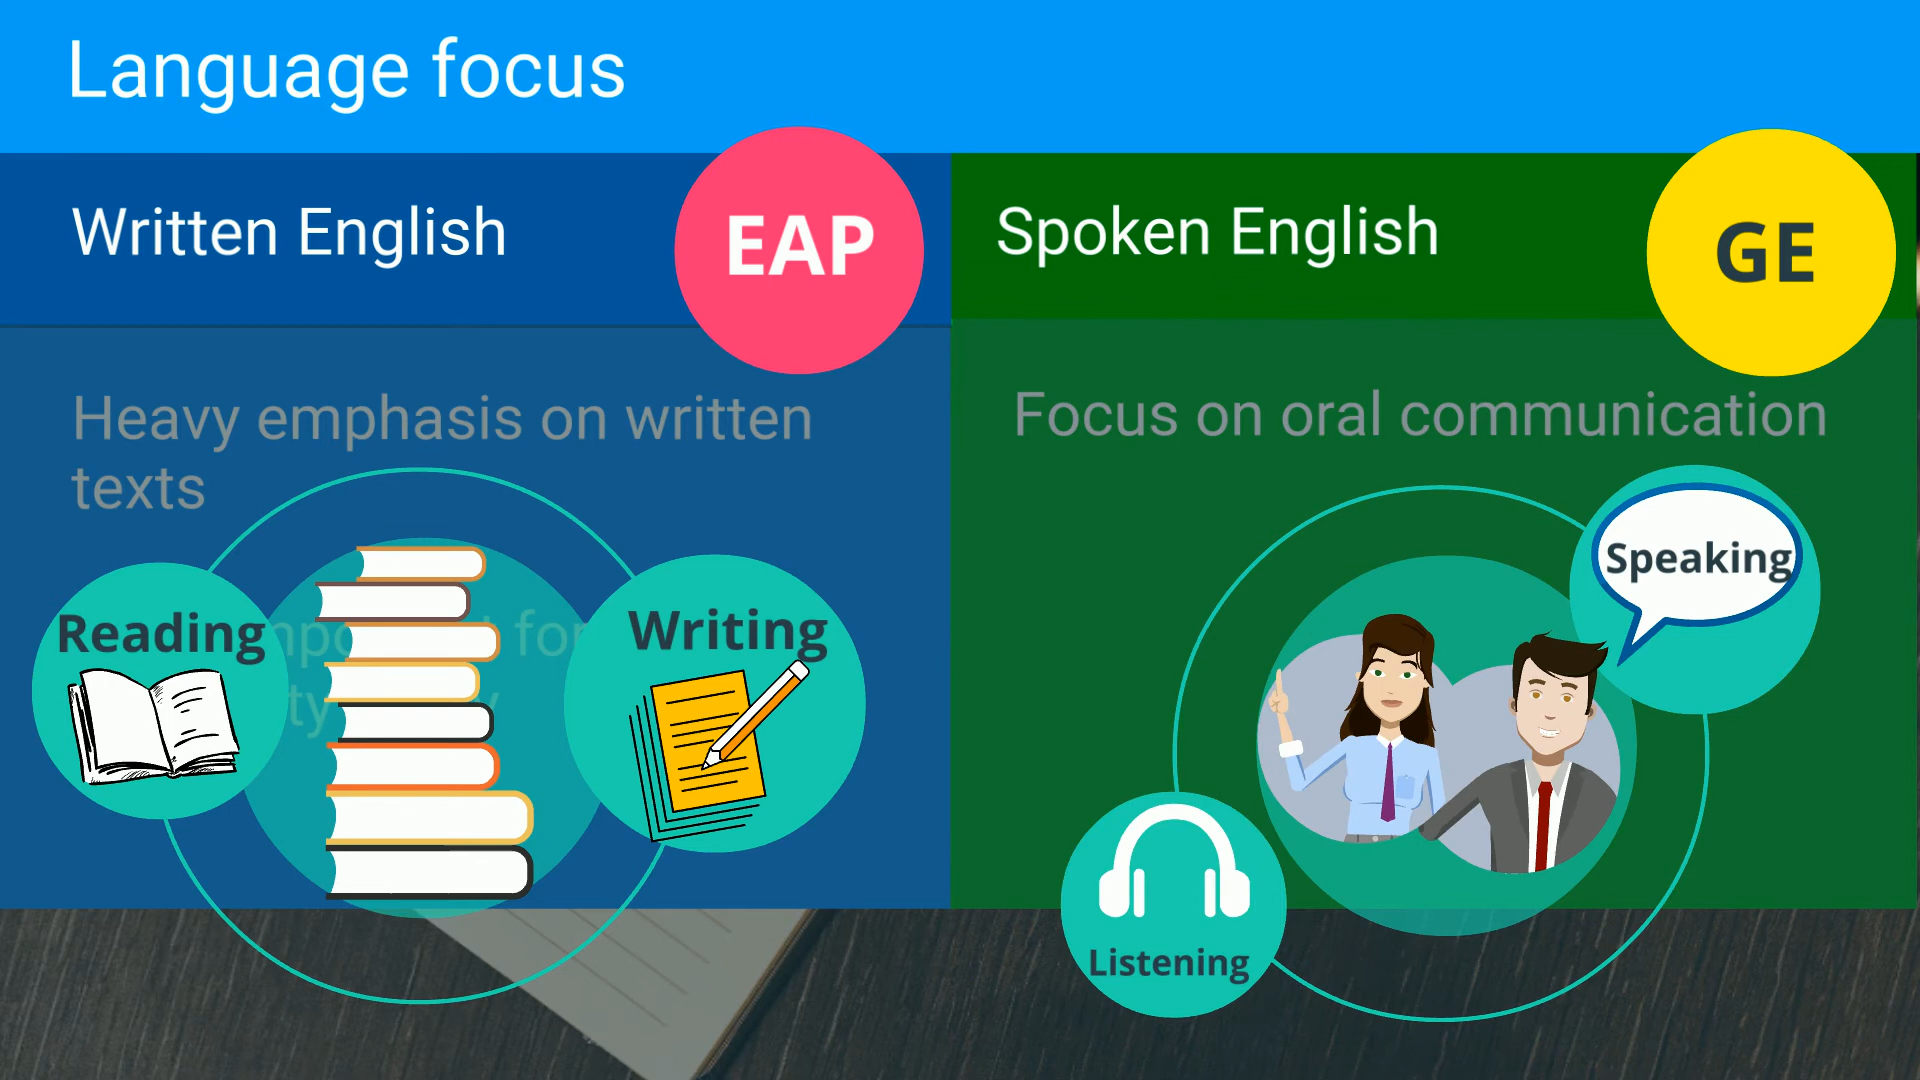 Language focus
Written English
EAP
Heavy emphasis on written
texts
for
Reading
Writing
Spoken English
GE
Focus on oral communication
Speaking
Listening